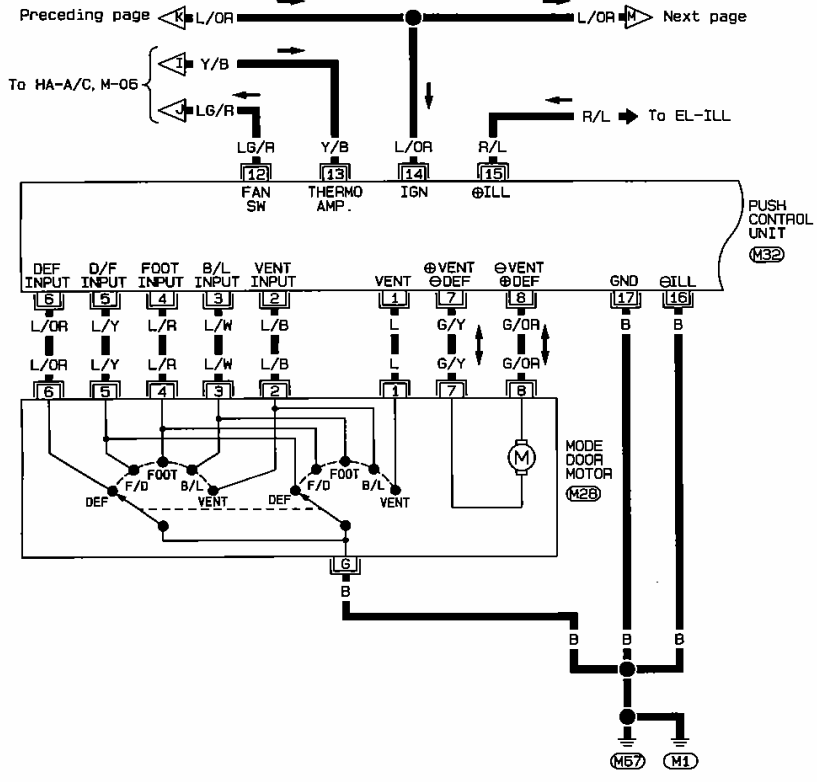 Preceding page K L/OR L/OR M Next page
To HA-A/C, M-06 I Y/B
J LG/R R/L To EL-ILL
LG/R Y/B L/OR R/L
12 13 14 15
FAN SW THERMO AMP. IGN ⊕ILL
PUSH CONTROL UNIT
M32
DEF INPUT D/F INPUT FOOT INPUT B/L INPUT VENT INPUT VENT ⊕VENT ⊖DEF ⊖VENT ⊕DEF GND ⊖ILL
6 5 4 3 2 1 7 8 17 16
L/OR L/Y L/R L/W L/B L G/Y G/OR B B
L/OR L/Y L/R L/W L/B L G/Y G/OR
6 5 4 3 2 1 7 8
MODE DOOR MOTOR
M28
M
DEF F/D FOOT B/L VENT DEF F/D FOOT B/L VENT
G
B
B B B
M57 M1